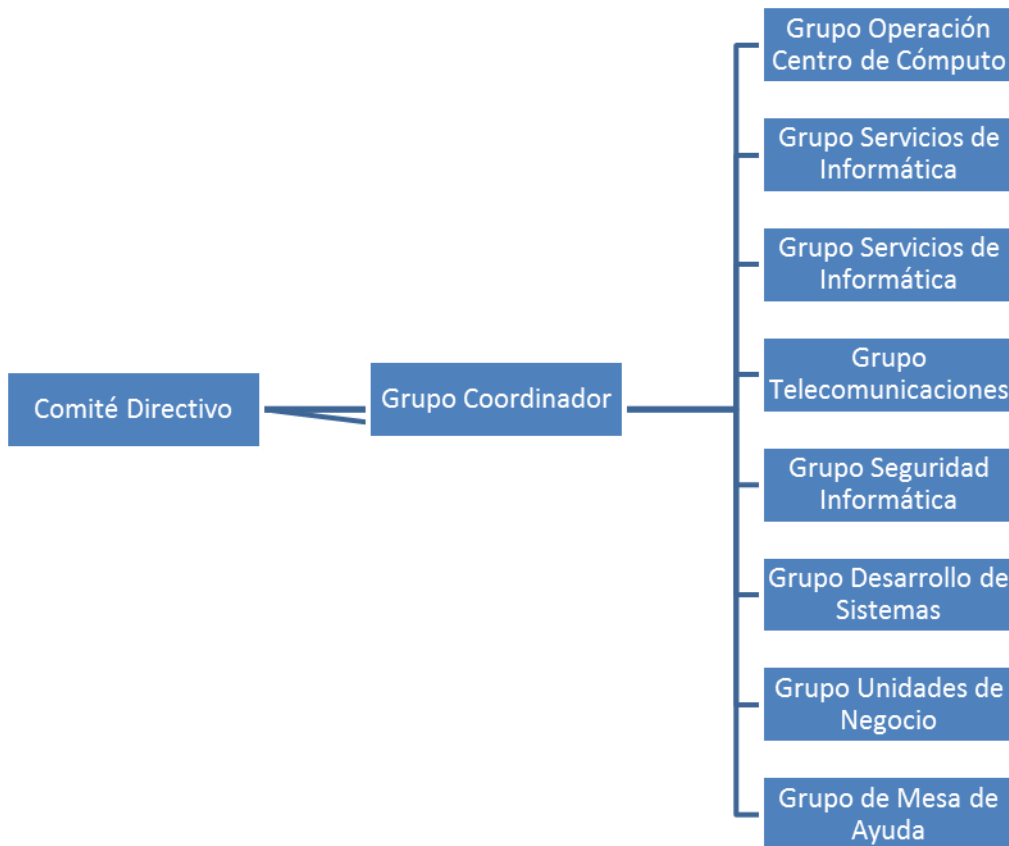 Comité Directivo
Grupo Coordinador
Grupo Operación
Centro de Cómputo
Grupo Servicios de
Informática
Grupo Servicios de
Informática
Grupo
Telecomunicaciones
Grupo Seguridad
Informática
Grupo Desarrollo de
Sistemas
Grupo Unidades de
Negocio
Grupo de Mesa de
Ayuda